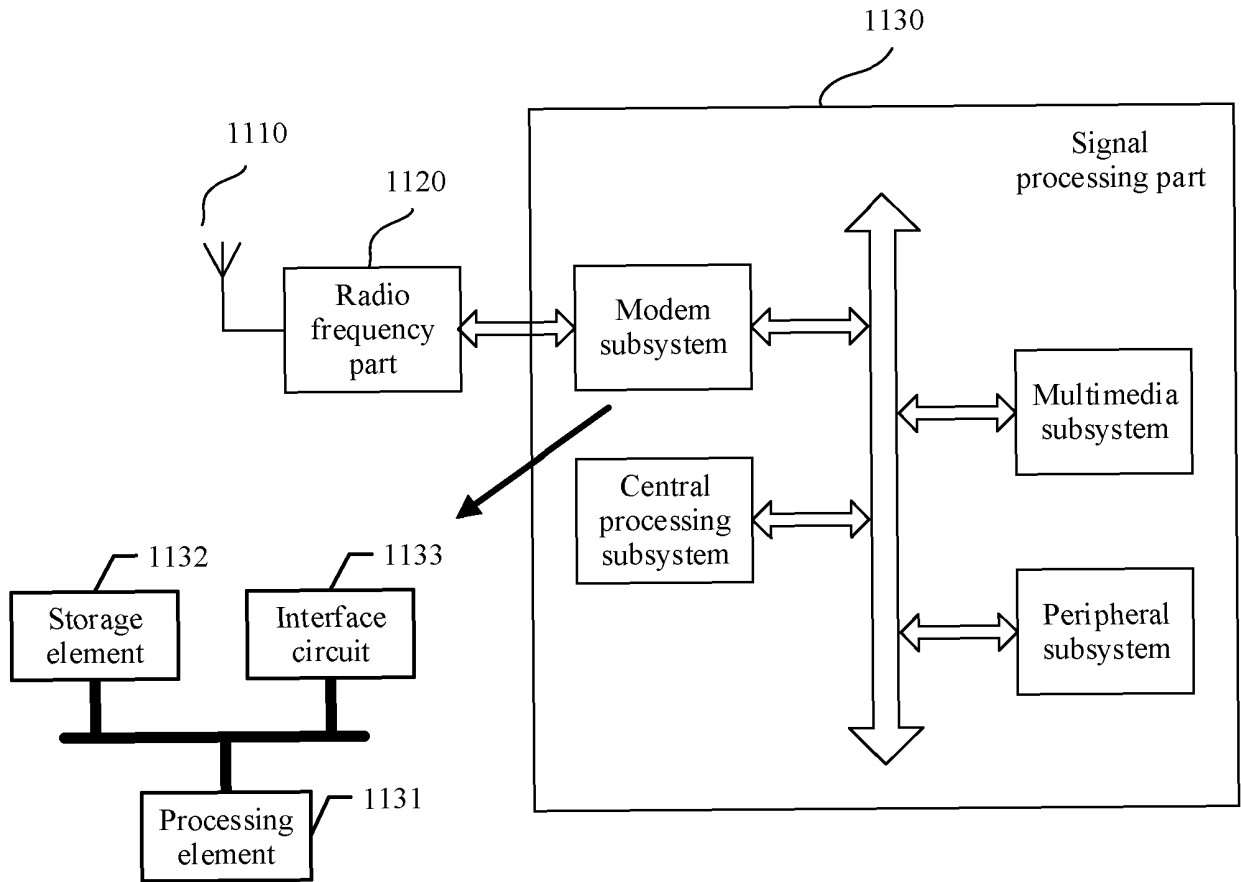 1130
1110
Signal
processing part
1120
Radio
frequency
part
Modem
subsystem
Multimedia
subsystem
Central
processing
subsystem
1132
1133
Storage
element
Interface
circuit
Peripheral
subsystem
1131
Processing
element